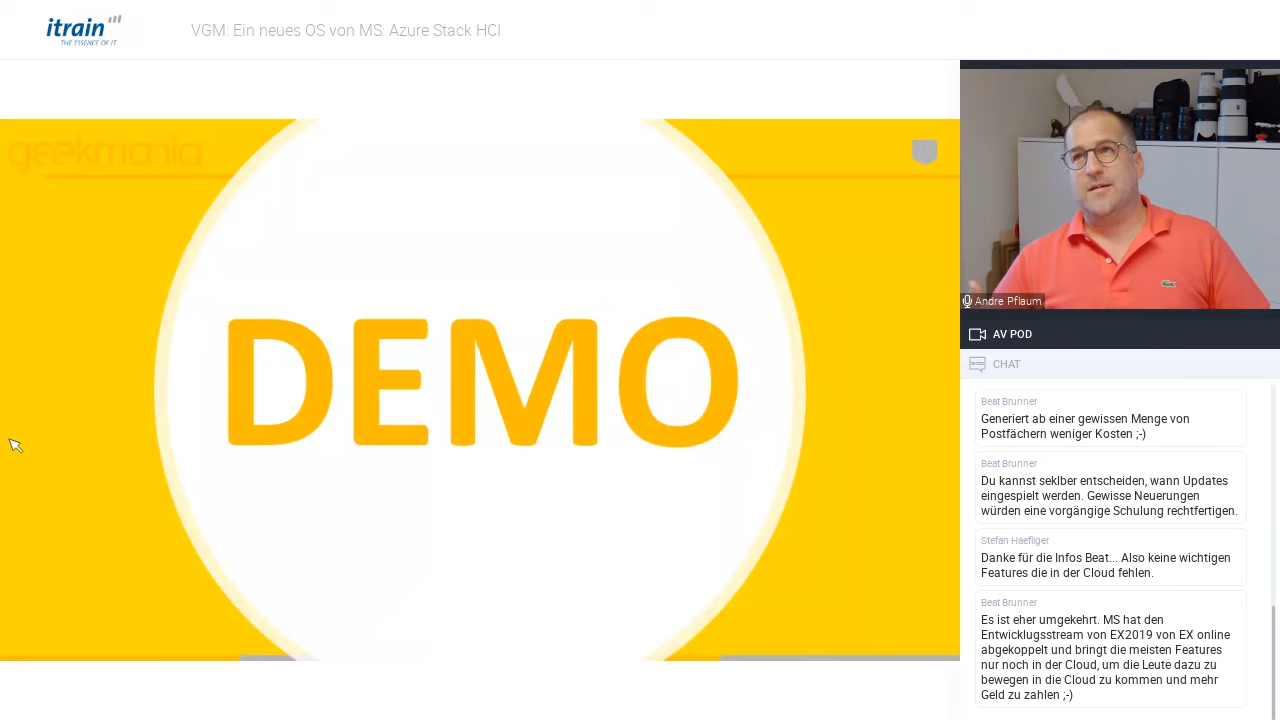 itrain
THE ESSENCE OF IT
VGM: Ein neues OS von MS: Azure Stack HCI
geekmania
DEMO
Andre Pflaum
AV POD
CHAT
Beat Brunner
Generiert ab einer gewissen Menge von
Postfächern weniger Kosten ;-)
Beat Brunner
Du kannst seklber entscheiden, wann Updates
eingespielt werden. Gewisse Neuerungen
würden eine vorgängige Schulung rechtfertigen.
Stefan Haefliger
Danke für die Infos Beat... Also keine wichtigen
Features die in der Cloud fehlen.
Beat Brunner
Es ist eher umgekehrt. MS hat den
Entwicklugsstream von EX2019 von EX online
abgekoppelt und bringt die meisten Features
nur noch in der Cloud, um die Leute dazu zu
bewegen in die Cloud zu kommen und mehr
Geld zu zahlen ;-)